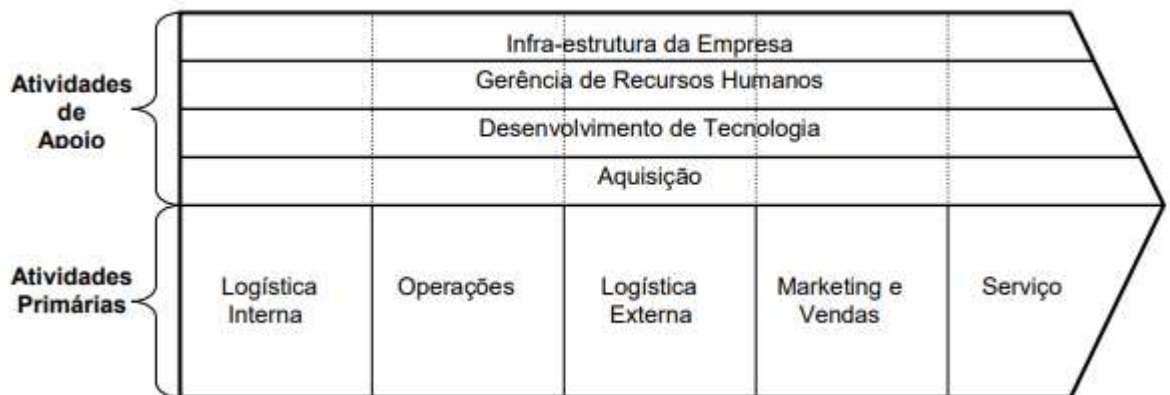 Infra-estrutura da Empresa
Gerência de Recursos Humanos
Desenvolvimento de Tecnologia
Aquisição
Atividades
de
Apoio
Atividades
Primárias
Logística
Interna
Operações
Logística
Externa
Marketing e
Vendas
Serviço